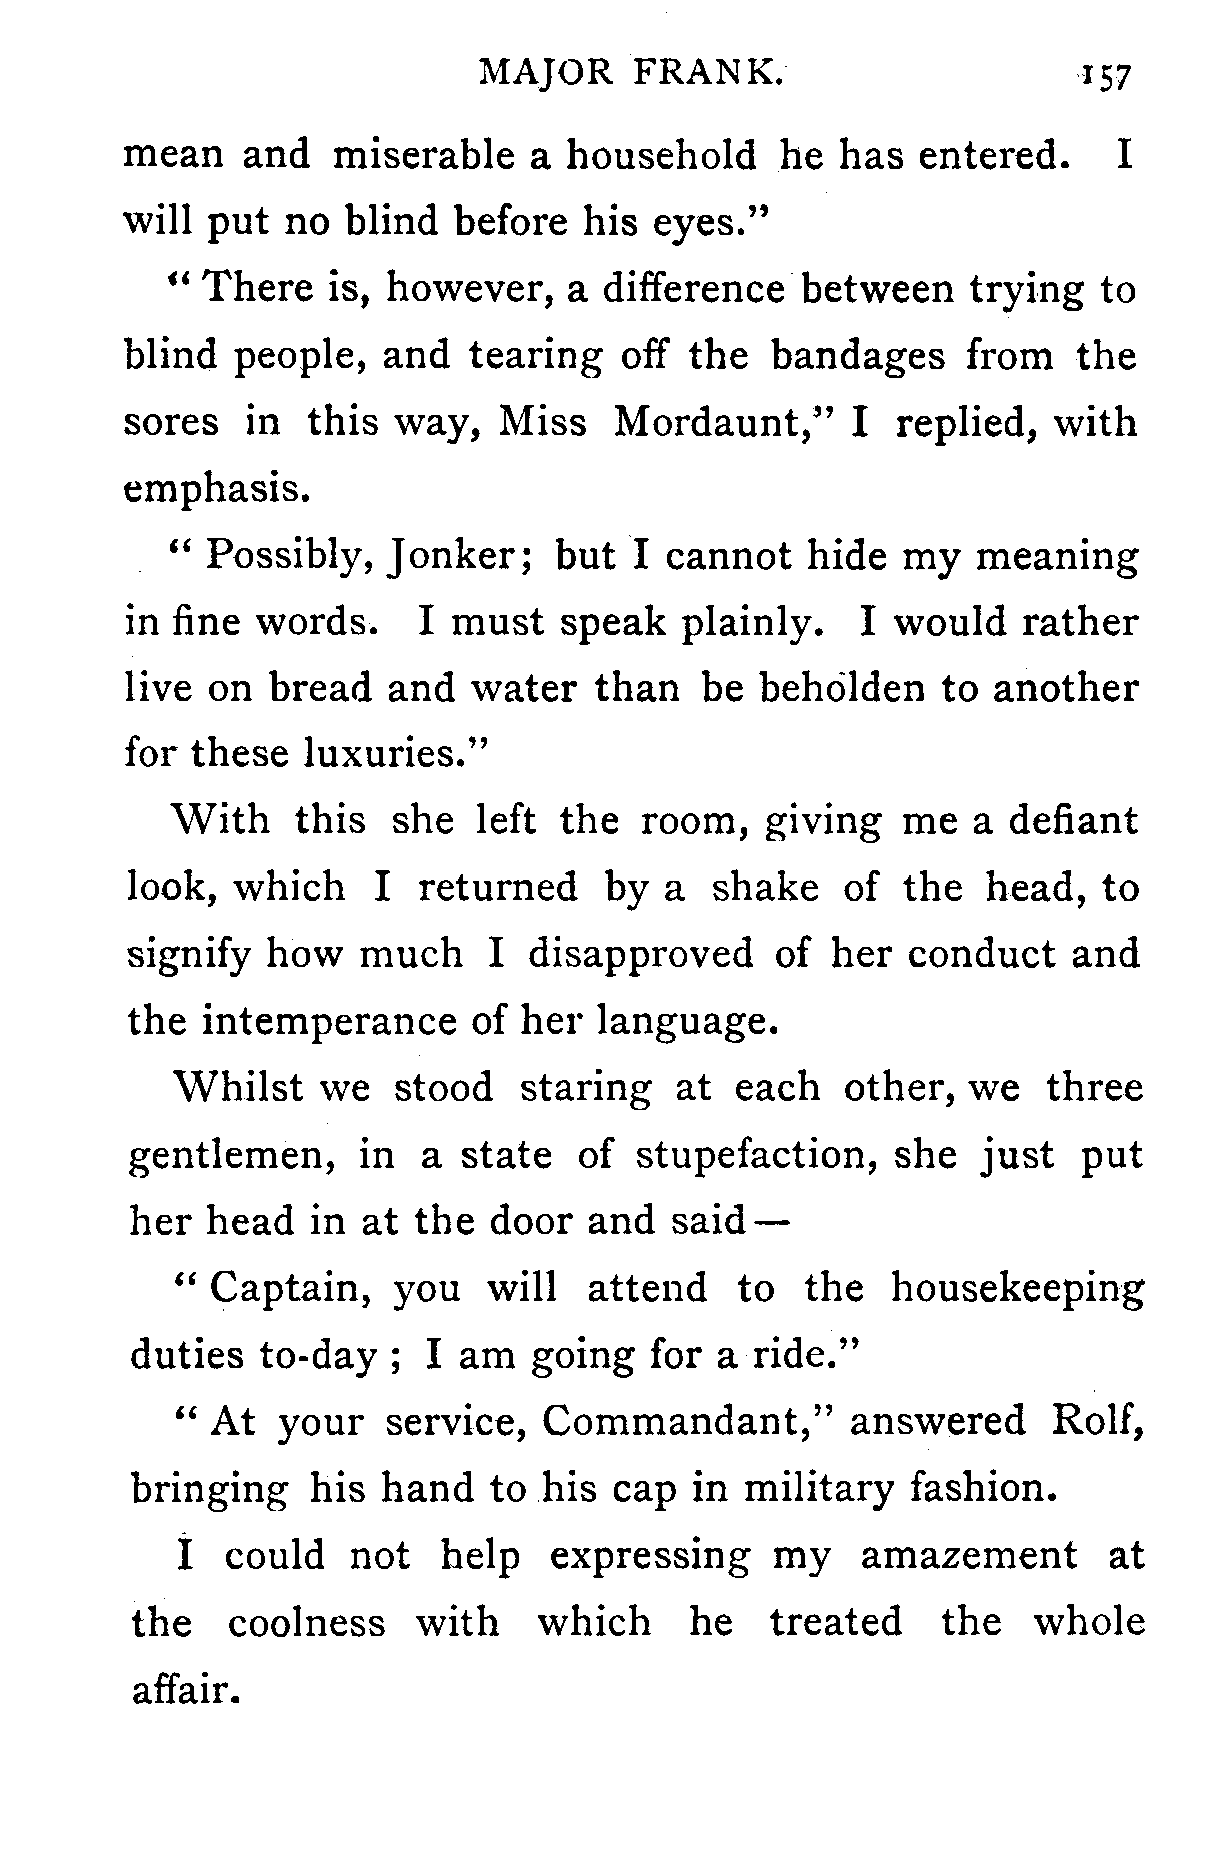 MAJOR FRANK. 157
mean and miserable a household he has entered. I
will put no blind before his eyes."
"There is, however, a difference between trying to
blind people, and tearing off the bandages from the
sores in this way, Miss Mordaunt," I replied, with
emphasis.
"Possibly, Jonker; but I cannot hide my meaning
in fine words. I must speak plainly. I would rather
live on bread and water than be beholden to another
for these luxuries."
With this she left the room, giving me a defiant
look, which I returned by a shake of the head, to
signify how much I disapproved of her conduct and
the intemperance of her language.
Whilst we stood staring at each other, we three
gentlemen, in a state of stupefaction, she just put
her head in at the door and said—
"Captain, you will attend to the housekeeping
duties to-day; I am going for a ride."
"At your service, Commandant," answered Rolf,
bringing his hand to his cap in military fashion.
I could not help expressing my amazement at
the coolness with which he treated the whole
affair.